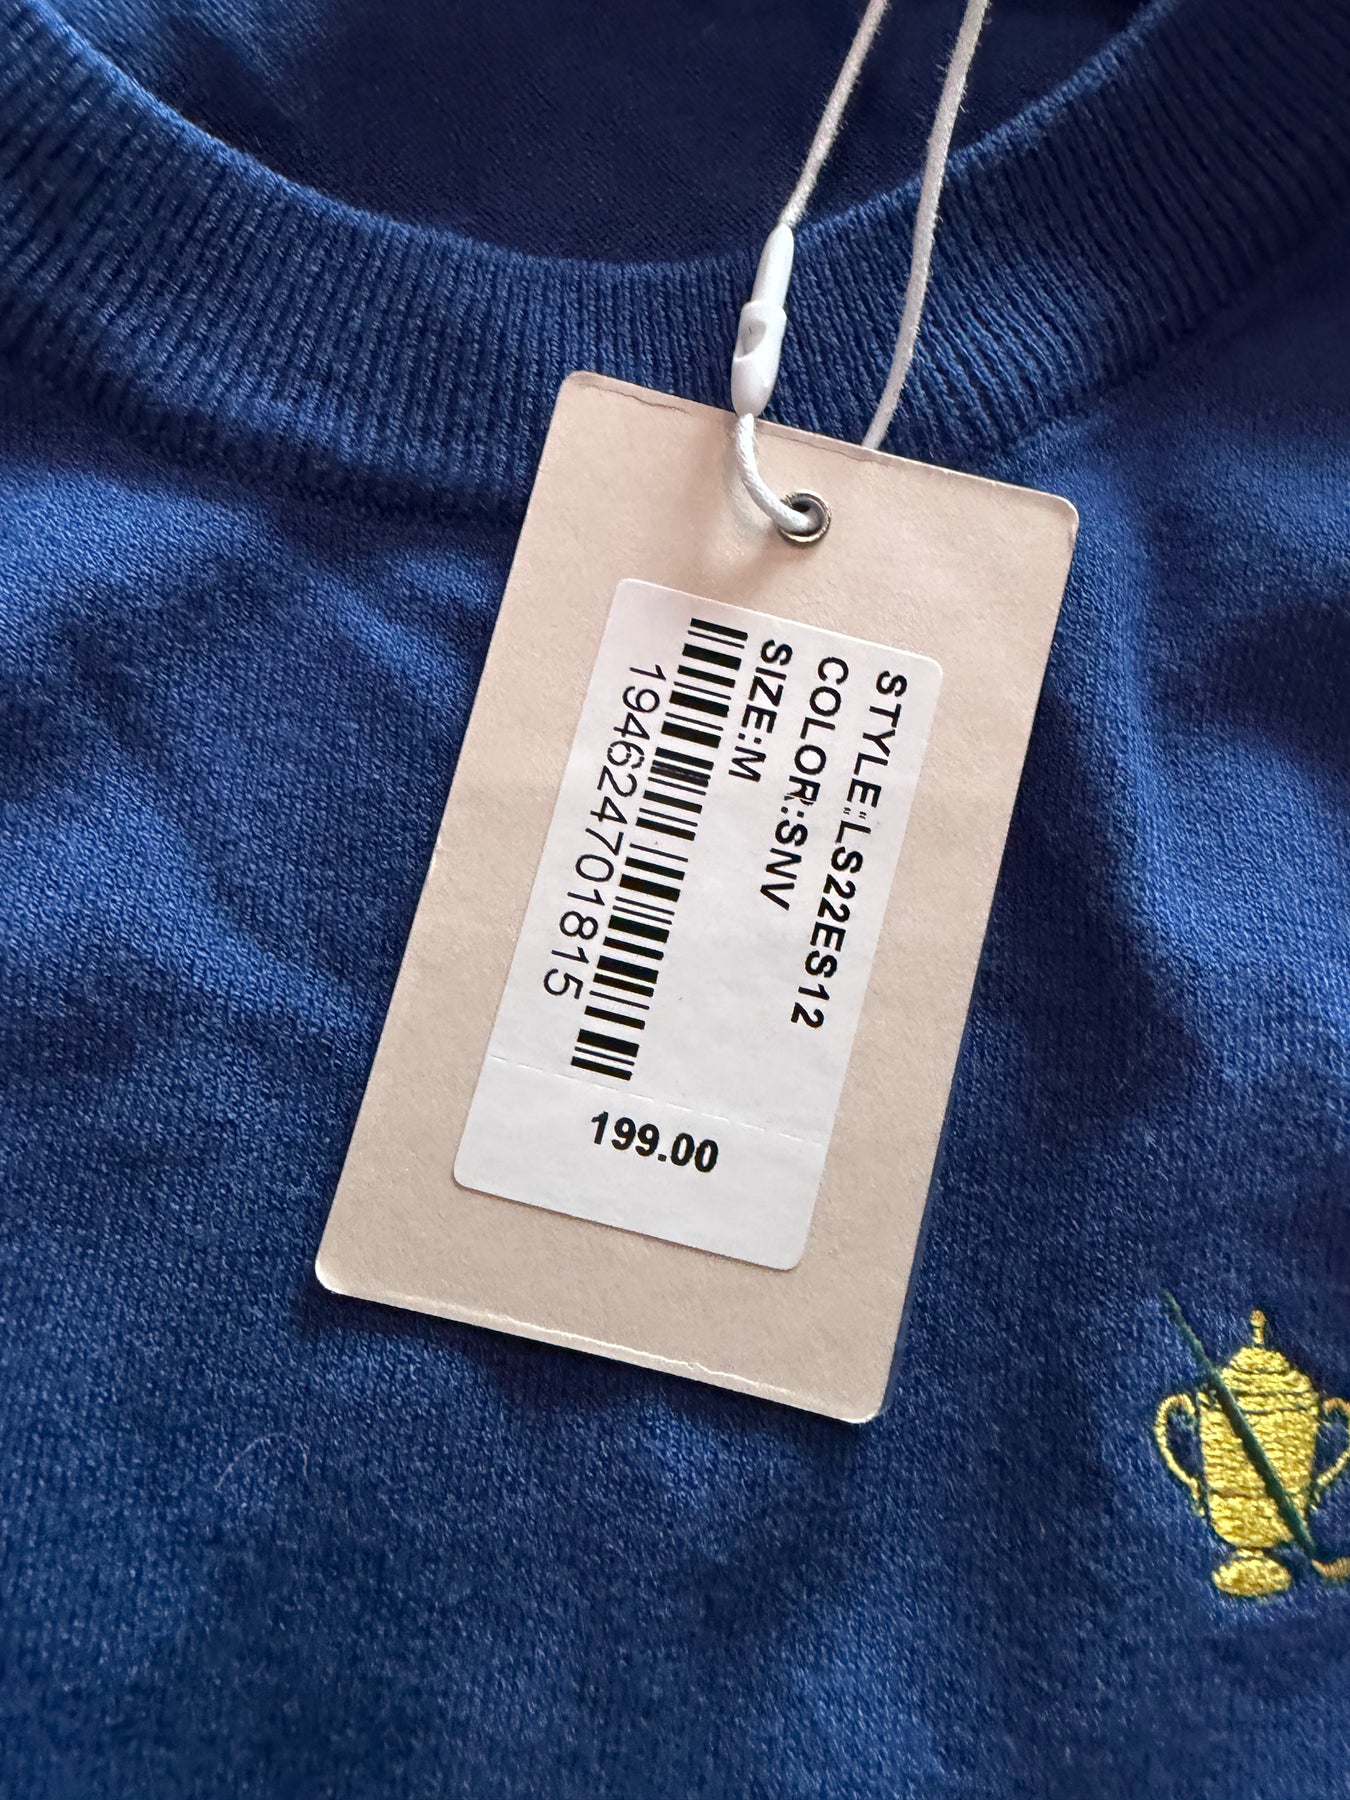 STYLE:LS22ES12
COLOR:SNV
SIZE:M
194624701815
199.00